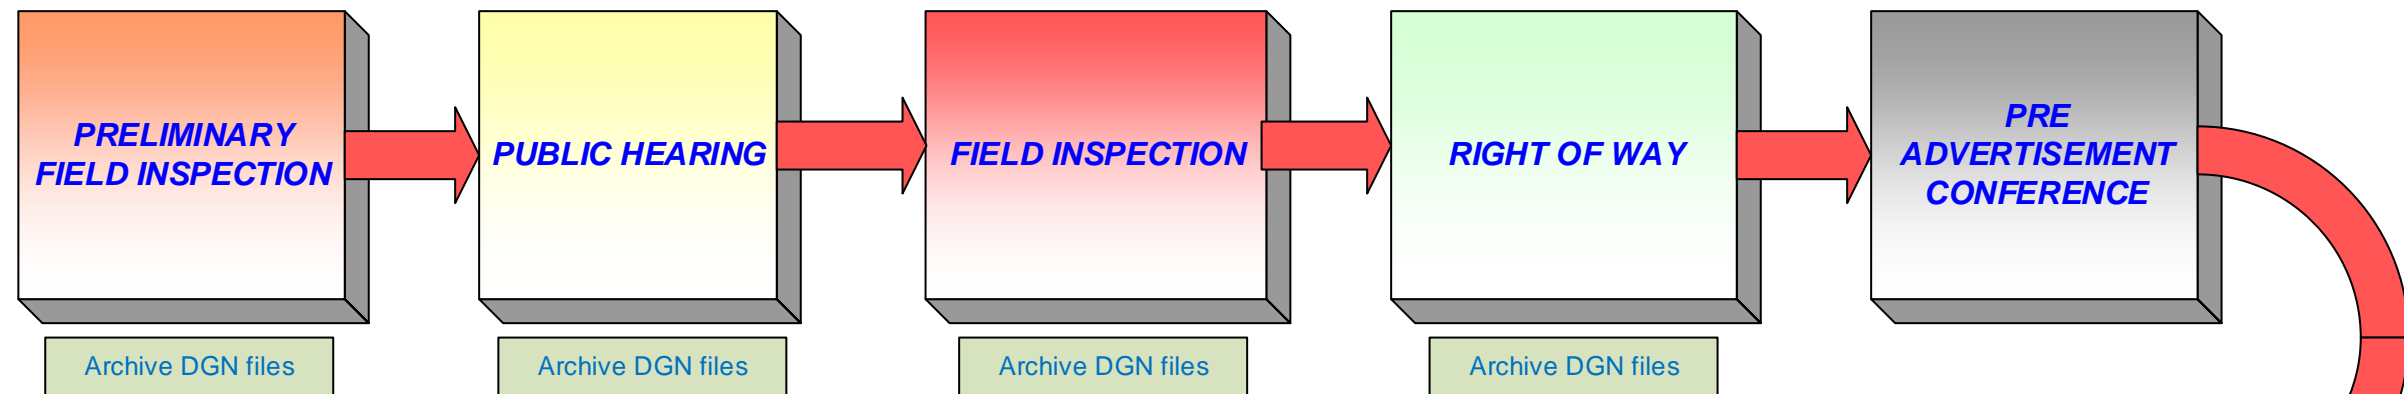 PRELIMINARY
FIELD INSPECTION
PUBLIC HEARING
FIELD INSPECTION
RIGHT OF WAY
PRE
ADVERTISEMENT
CONFERENCE
Archive DGN files
Archive DGN files
Archive DGN files
Archive DGN files